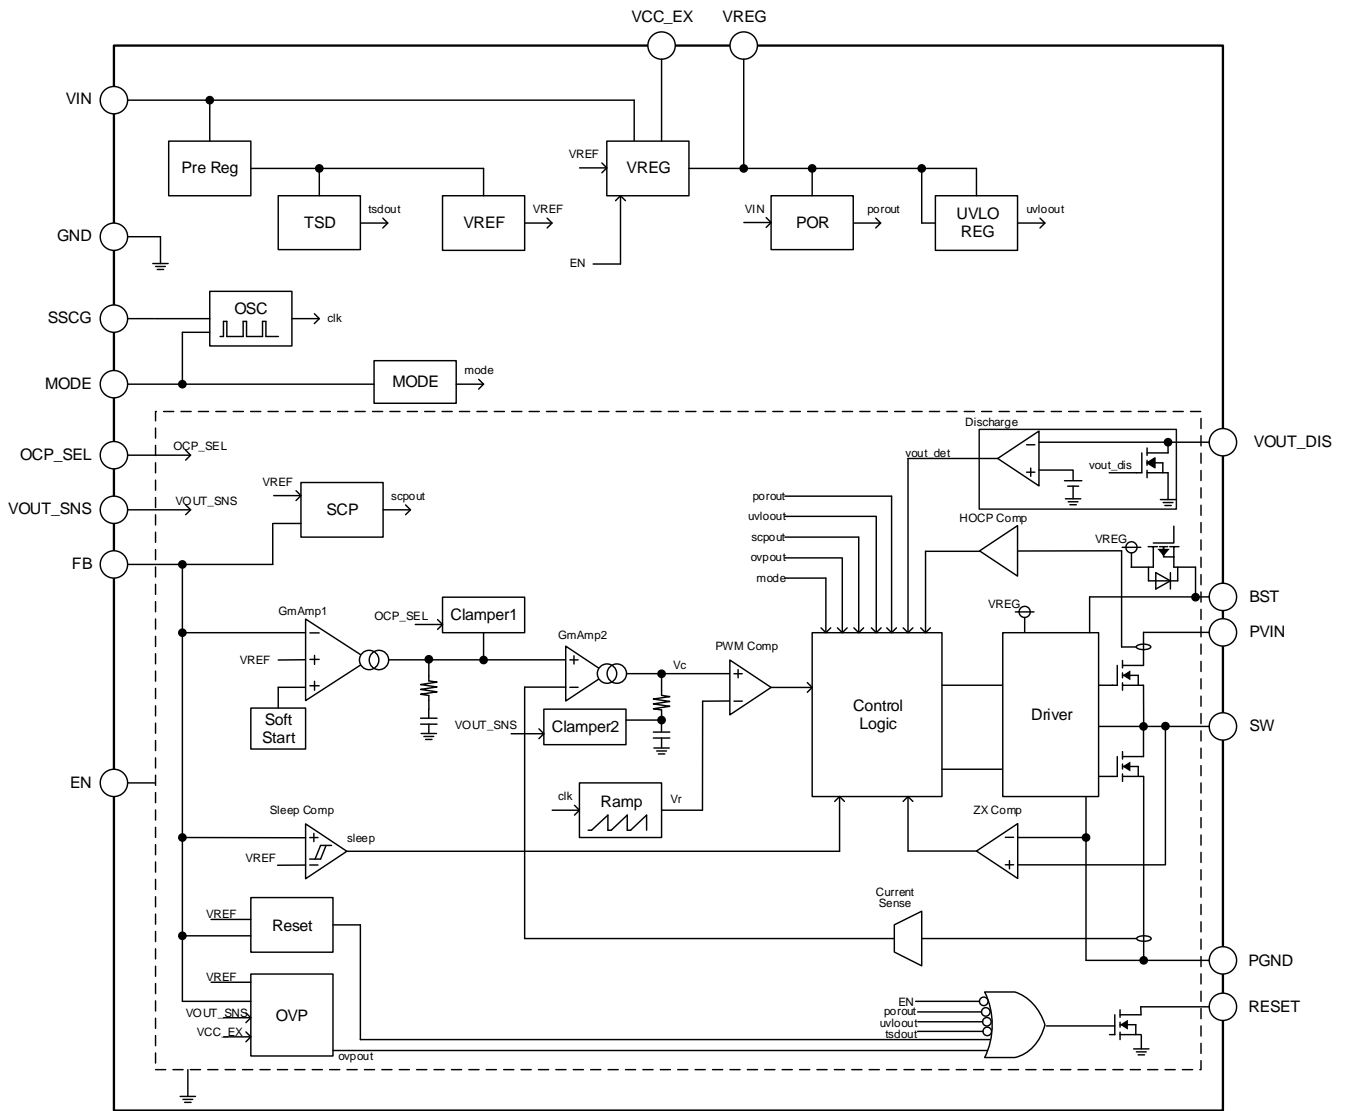 VCC_EX
VREG
VIN
Pre Reg
VREF
VREG
TSD
tsdout
VREF
VREF
VIN
POR
porout
UVLO
REG
uvloout
GND
EN
SSCG
OSC
clk
MODE
MODE
mode
OCP_SEL
OCP_SEL
Discharge
VOUT_DIS
vout_det
vout_dis
VOUT_SNS
VOUT_SNS
VREF
SCP
scpout
porout
uvloout
scpout
ovpout
mode
HOCP Comp
VREG
FB
BST
VREG
PVIN
GmAmp1
OCP_SEL
Clamper1
GmAmp2
PWM Comp
VREF
Vc
Soft
Start
VOUT_SNS
Clamper2
Control
Logic
Driver
SW
EN
clk
Ramp
Vr
Sleep Comp
sleep
VREF
ZX Comp
Current
Sense
VREF
Reset
PGND
VREF
VOUT_SNS
VCC_EX
OVP
ovpout
EN
porout
uvloout
tsdout
RESET